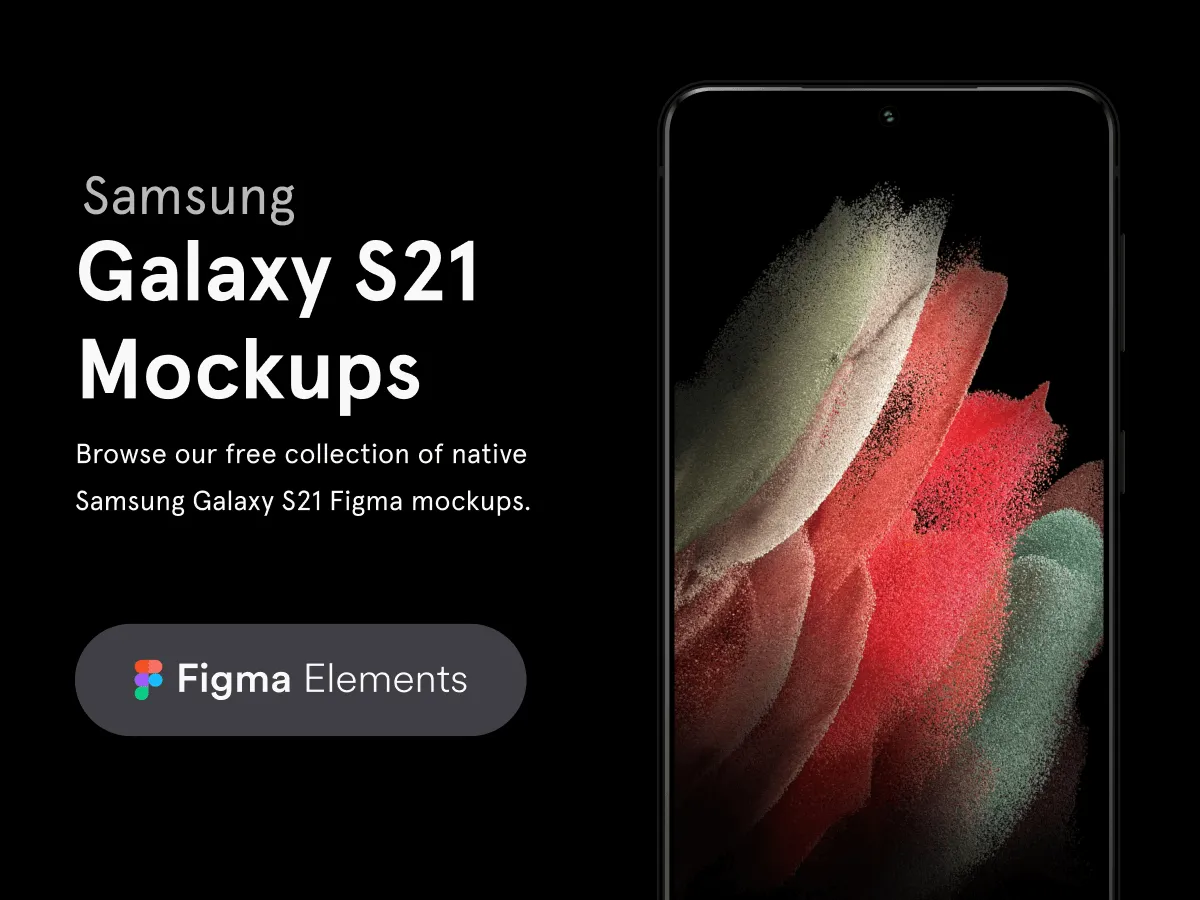 Samsung
Galaxy S21
Mockups
Browse our free collection of native
Samsung Galaxy S21 Figma mockups.
Figma Elements